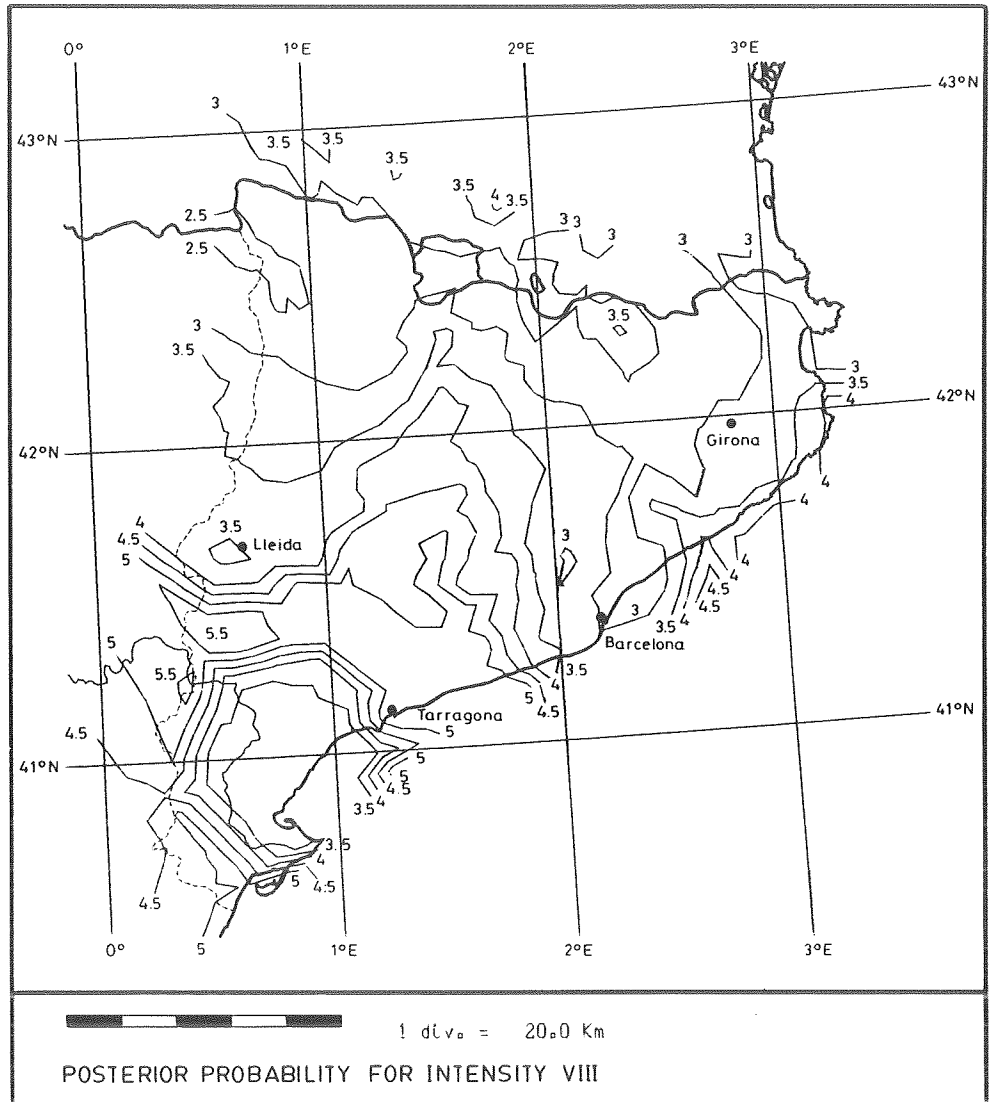 0° 1°E 2°E 3°E
43°N
3
43°N
3.5 3.5
3.5
3.5 4 3.5
2.5
3 3 3 3 3
2.5
3.5
3
3.5
3
3.5
4
42°N
Girona
42°N
4
4
4
3.5
Lleida
3
4.5
5
4
4
4.5
4.5
5.5
3
3.5
4
Barcelona
5
3.5
5.5
4
5
4.5
Tarragona
41°N
4.5
5
5
41°N
4.5
3.5 4
3.5
4
5
4.5
4.5
5
0° 1°E 2°E 3°E
1 div. = 20.0 Km
POSTERIOR PROBABILITY FOR INTENSITY VIII